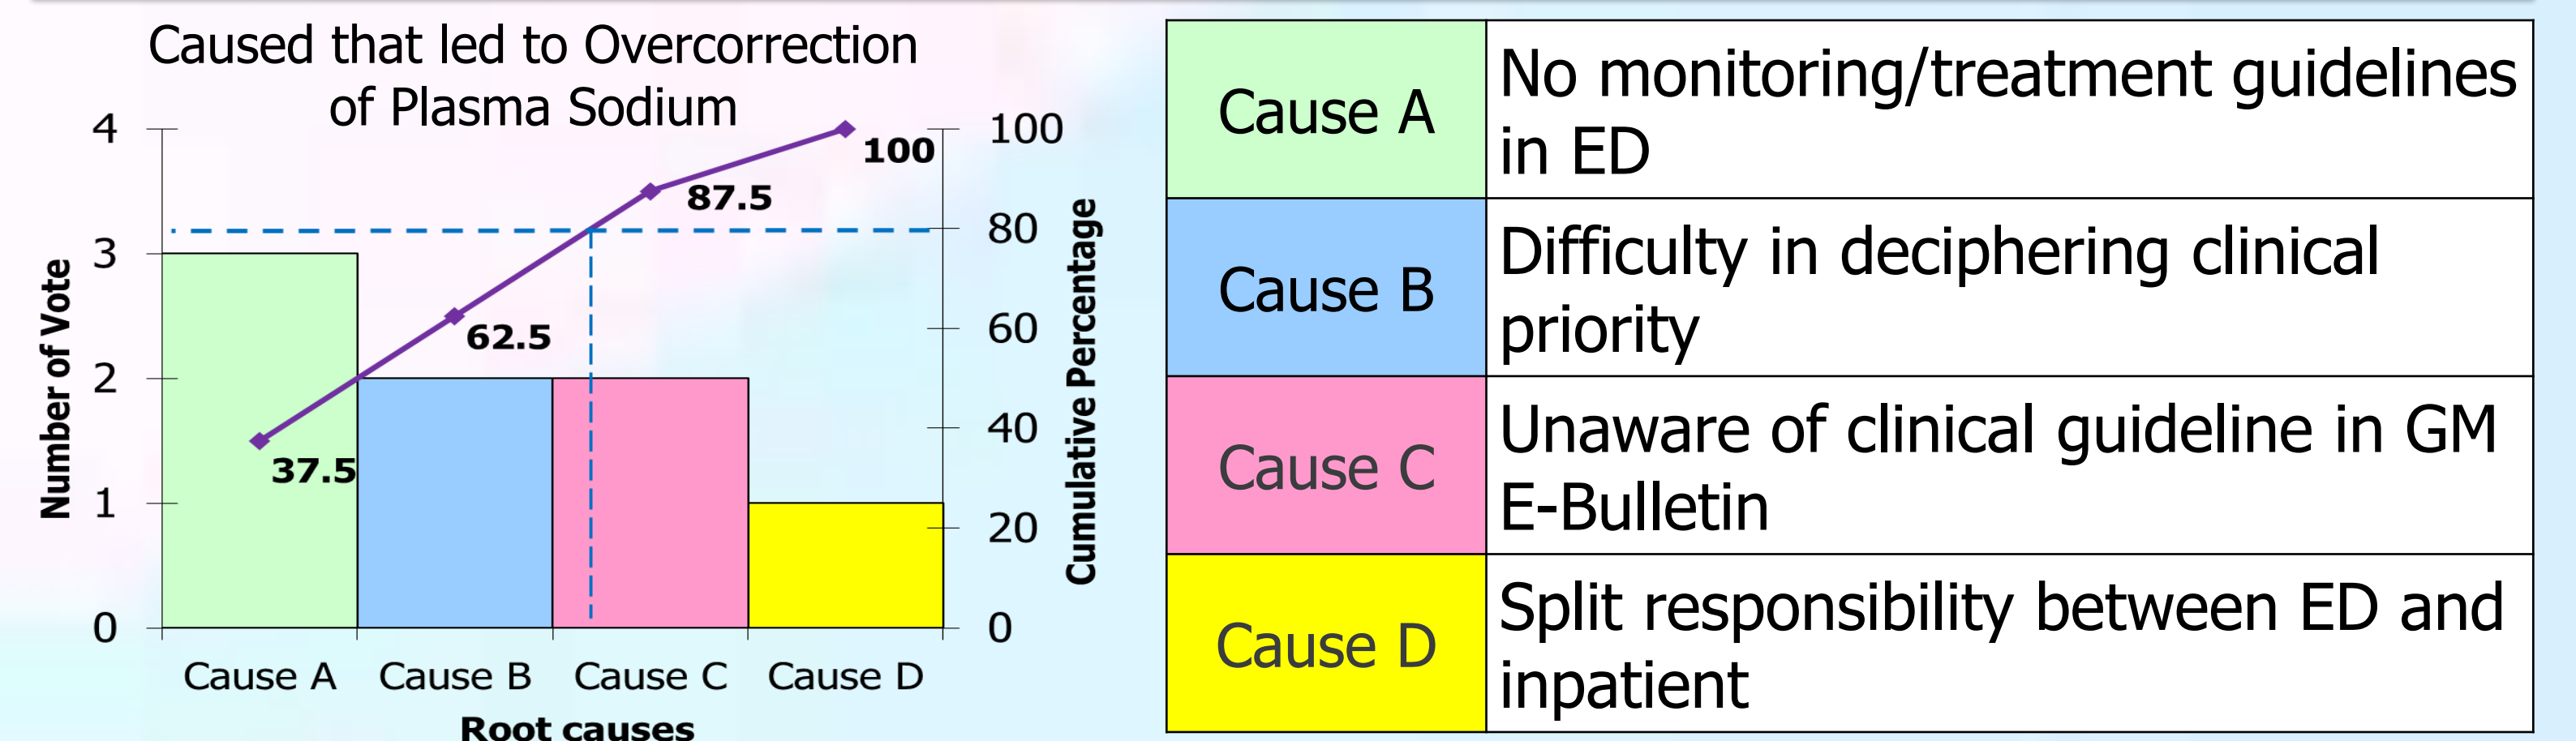 Caused that led to Overcorrection
of Plasma Sodium
4
3
2
1
0
Number of Vote
100
80
60
40
20
0
Cumulative Percentage
37.5
62.5
87.5
100
Cause A
Cause B
Cause C
Cause D
Root causes
Cause A
No monitoring/treatment guidelines
in ED
Cause B
Difficulty in deciphering clinical
priority
Cause C
Unaware of clinical guideline in GM
E-Bulletin
Cause D
Split responsibility between ED and
inpatient